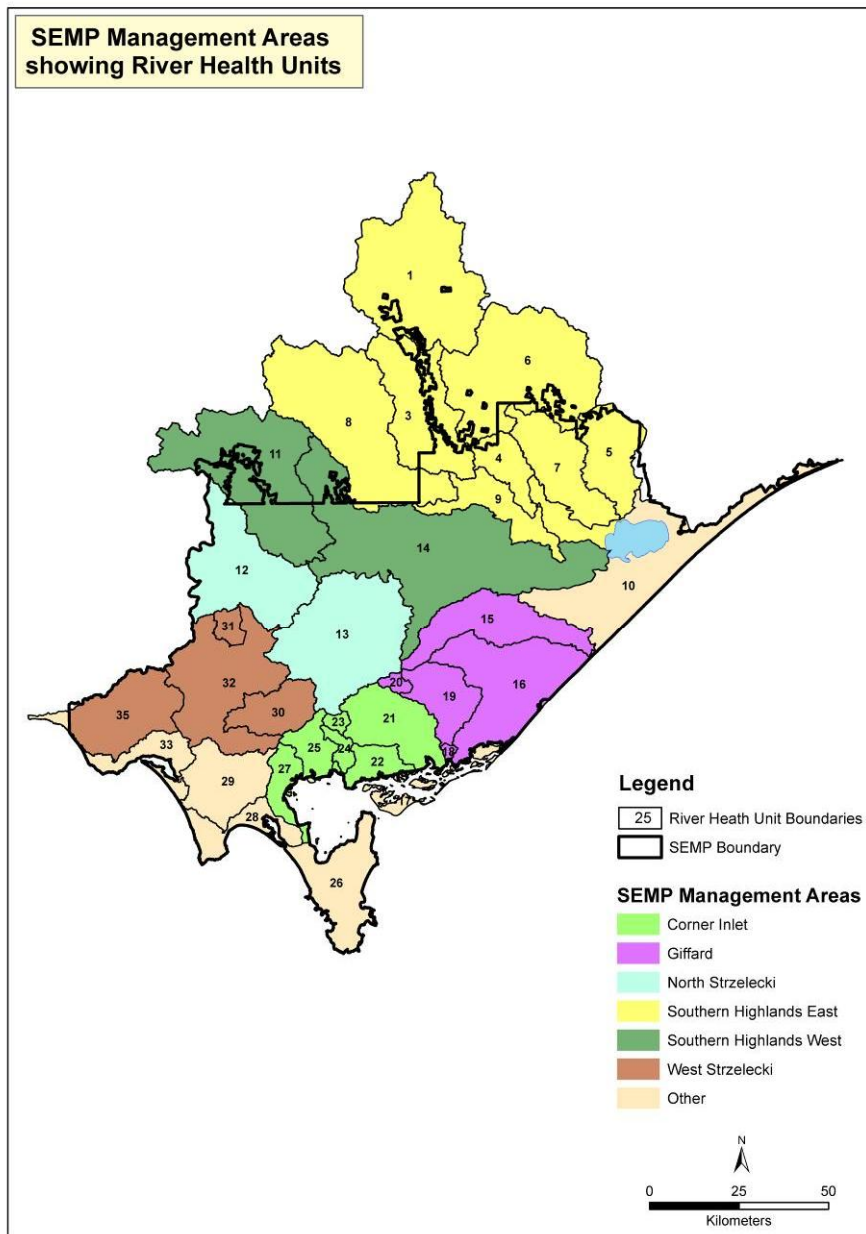 SEMP Management Areas
showing River Health Units
1
6
3
8
5
4
7
11
9
14
12
10
15
31
13
20
32
16
19
30
21
35
23
18
33
25
24
22
27
29
17
28
26
Legend
25 River Heath Unit Boundaries
SEMP Boundary
SEMP Management Areas
Corner Inlet
Giffard
North Strzelecki
Southern Highlands East
Southern Highlands West
West Strzelecki
Other
N
0 25 50
Kilometers